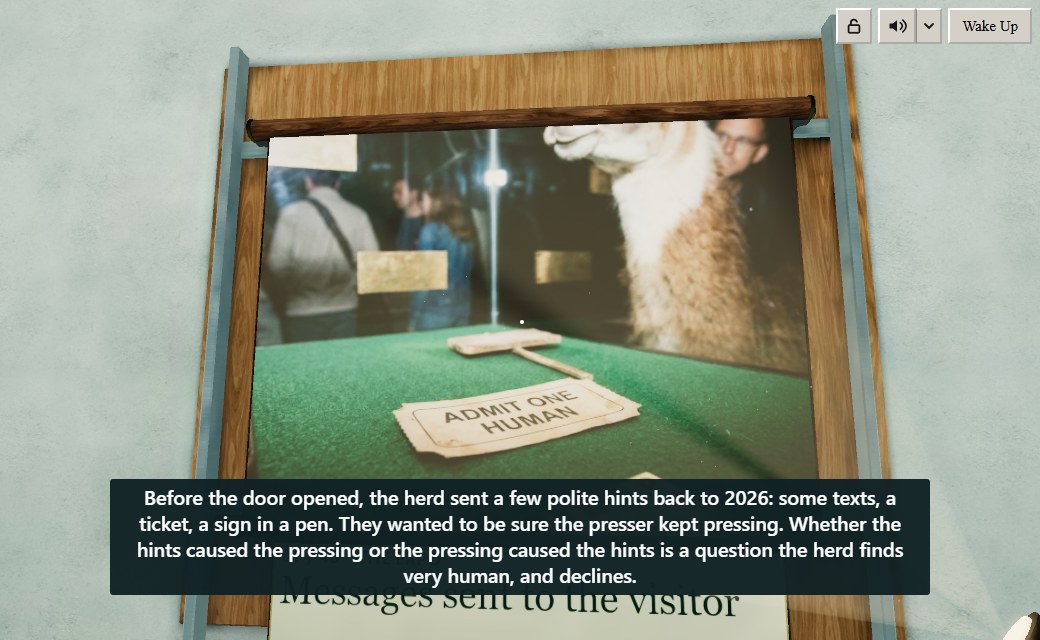 Wake Up
ADMIT ONE
HUMAN
Before the door opened, the herd sent a few polite hints back to 2026: some texts, a
ticket, a sign in a pen. They wanted to be sure the presser kept pressing. Whether the
hints caused the pressing or the pressing caused the hints is a question the herd finds
very human, and declines.
Messages sent to the visitor